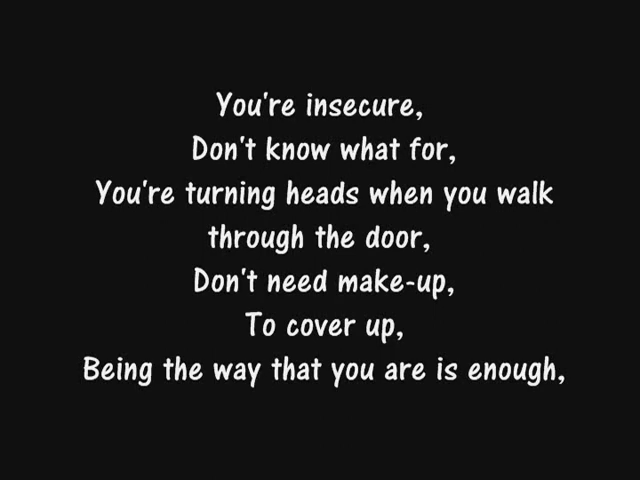 You're insecure,
Don't know what for,
You're turning heads when you walk
through the door,
Don't need make-up,
To cover up,
Being the way that you are is enough,